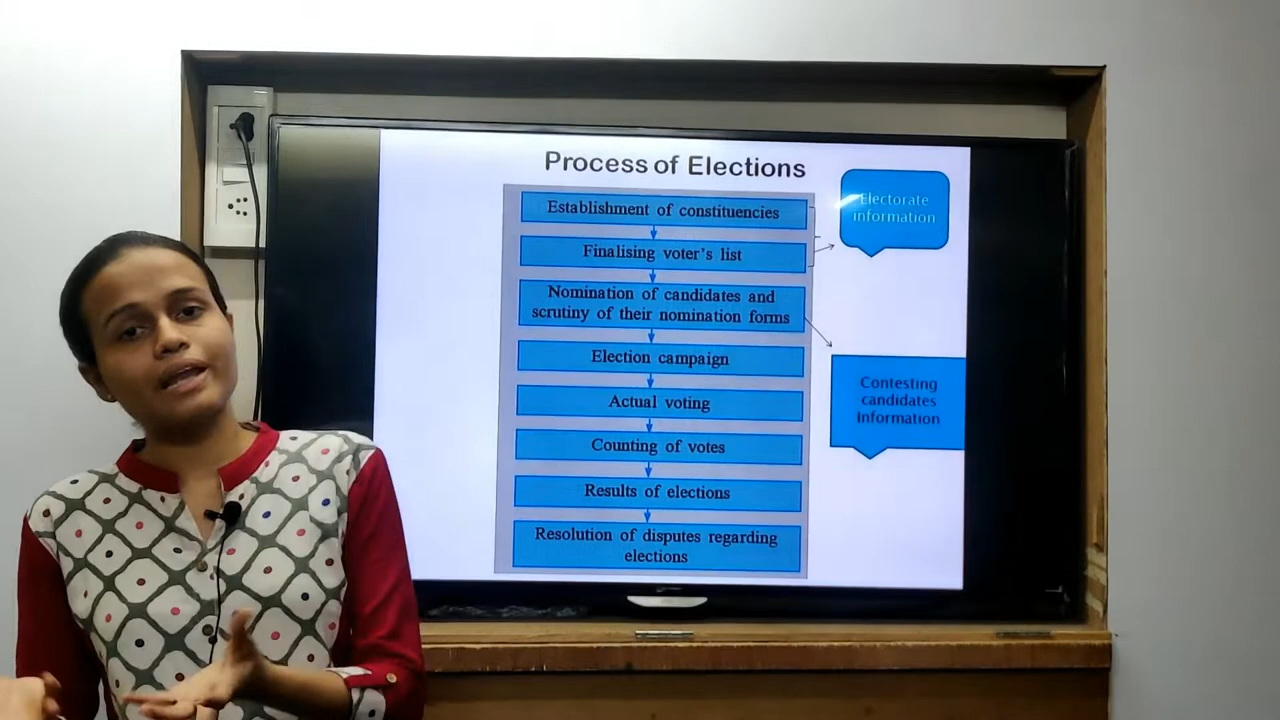 Process of Elections
Establishment of constituencies
Finalising voter's list
Nomination of candidates and
scrutiny of their nomination forms
Election campaign
Actual voting
Counting of votes
Results of elections
Resolution of disputes regarding
elections
Electorate
information
Contesting
candidates
Information